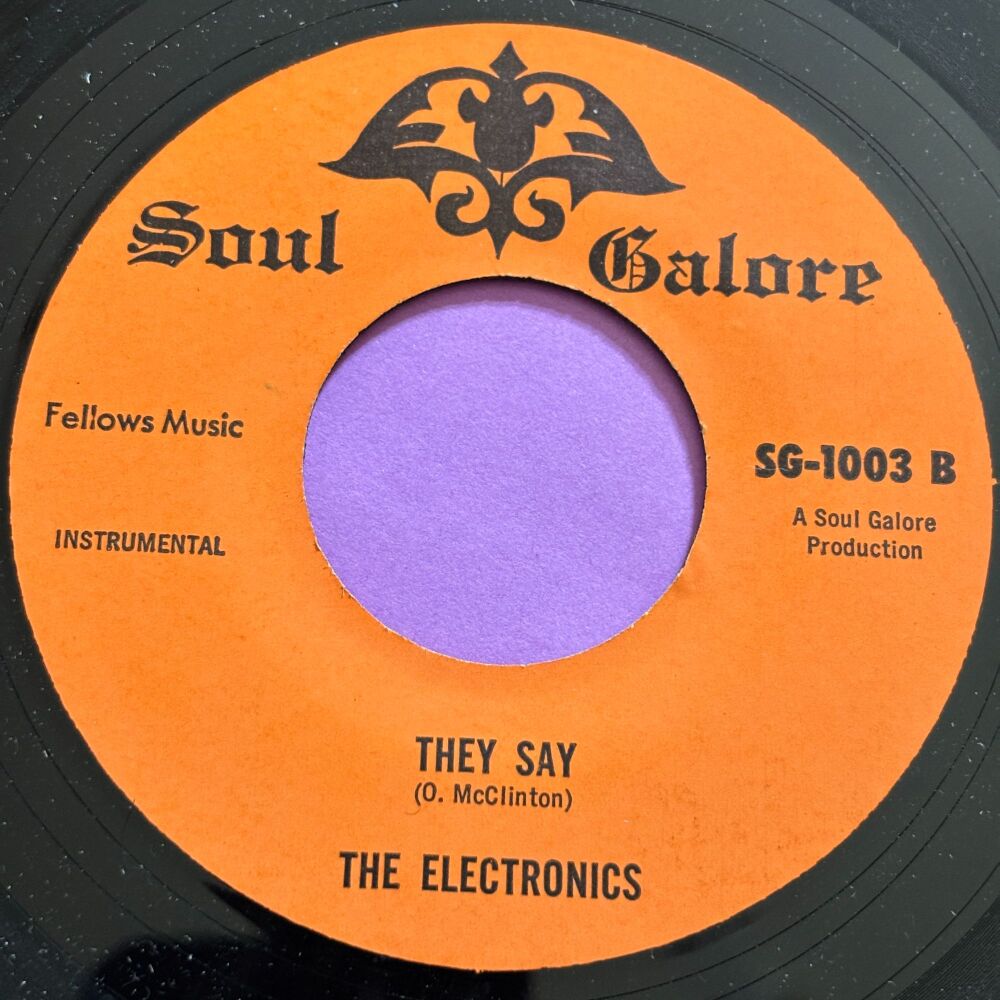 Soul Galore
Fellows Music
INSTRUMENTAL
SG-1003 B
A Soul Galore
Production
THEY SAY
(O. McClinton)
THE ELECTRONICS